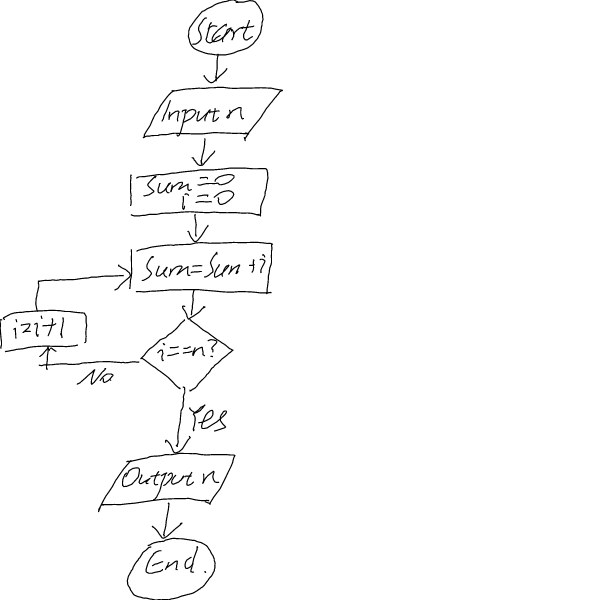 Start
Input n
Sum=0
i=0
Sum=Sum+i
i=i+1
i==n?
No
Yes
Output n
End.